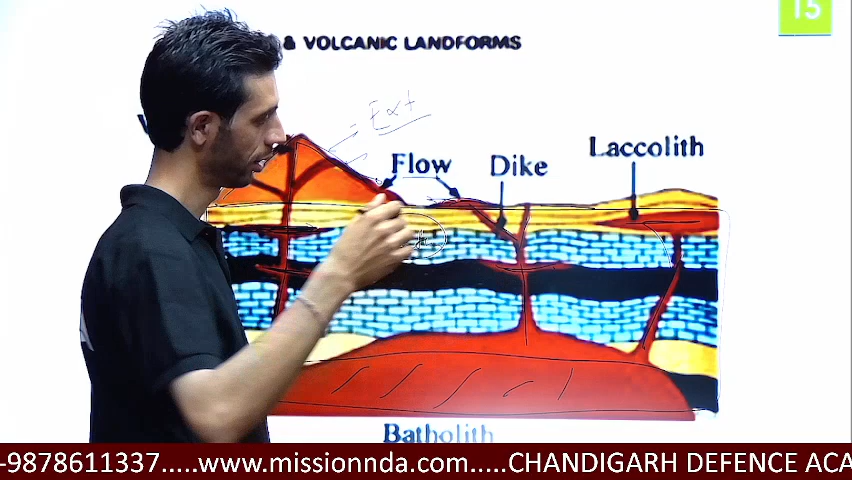 15
& VOLCANIC LANDFORMS
Ext
Flow
Dike
Laccolith
Batholith
-9878611337.....www.missionnda.com.....CHANDIGARH DEFENCE ACA